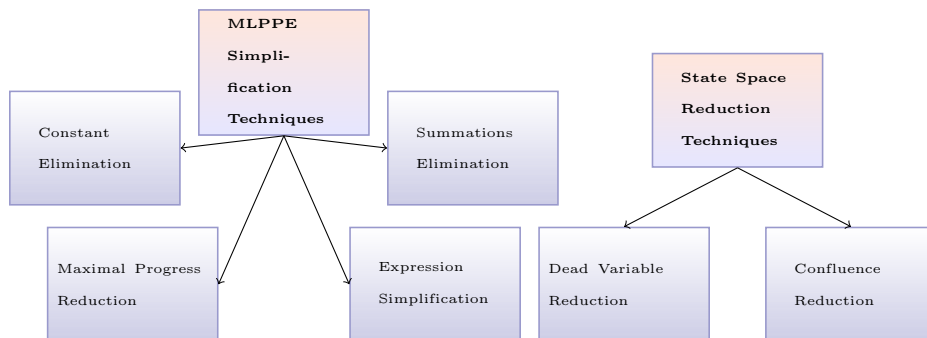 MLPPE
Simpli-
fication
Techniques
State Space
Reduction
Techniques
Constant
Elimination
Summations
Elimination
Maximal Progress
Reduction
Expression
Simplification
Dead Variable
Reduction
Confluence
Reduction